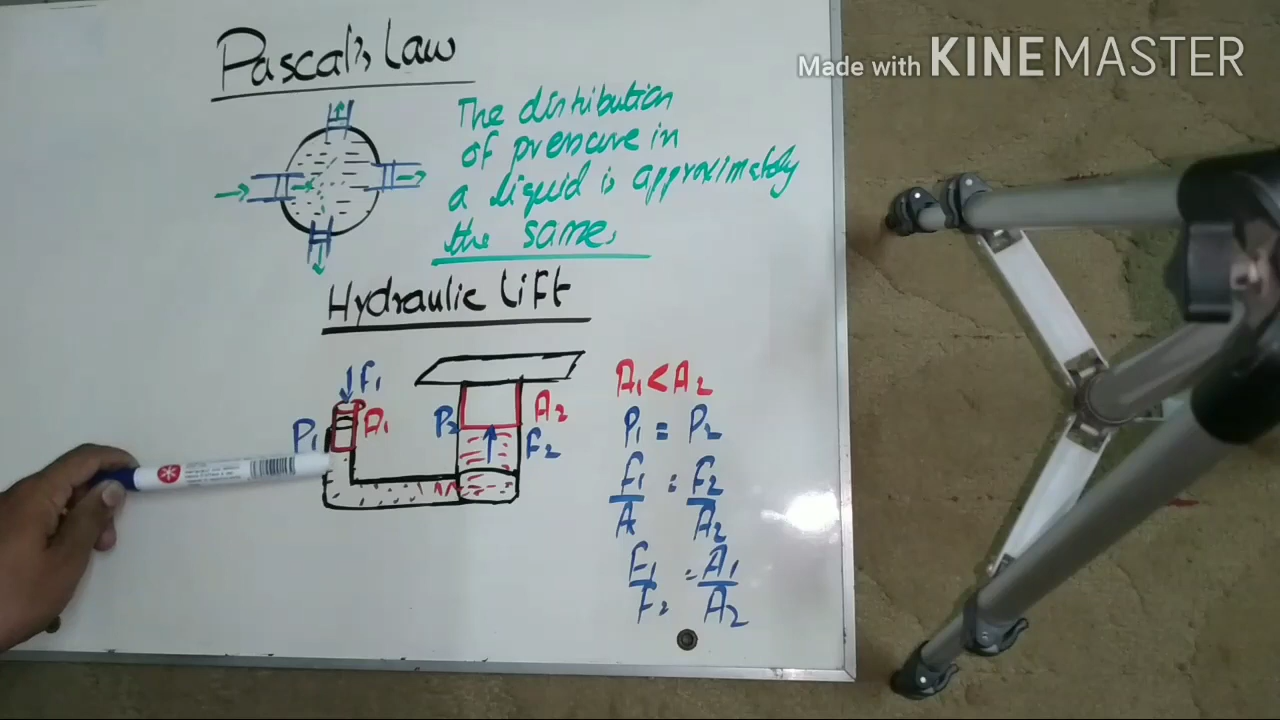 Made with KINEMASTER
Pascal's Law
The distribution
of pressure in
a liquid is approximately
the same.
Hydraulic Lift
F1
P1
A1
P2
A2
F2
A1 < A2
P1 = P2
F1/A = F2/A2
F1/F2 = A1/A2